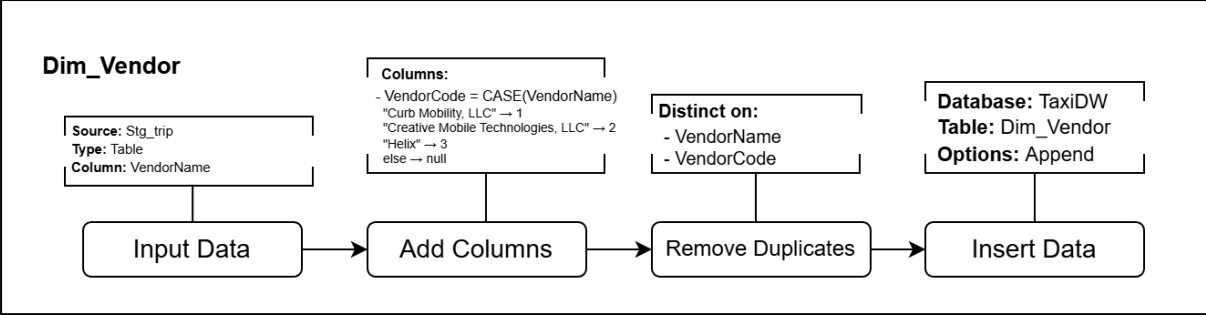 Dim_Vendor
Source: Stg_trip
Type: Table
Column: VendorName
Input Data
Columns:
- VendorCode = CASE(VendorName)
"Curb Mobility, LLC" → 1
"Creative Mobile Technologies, LLC" → 2
"Helix" → 3
else → null
Add Columns
Distinct on:
- VendorName
- VendorCode
Remove Duplicates
Database: TaxiDW
Table: Dim_Vendor
Options: Append
Insert Data